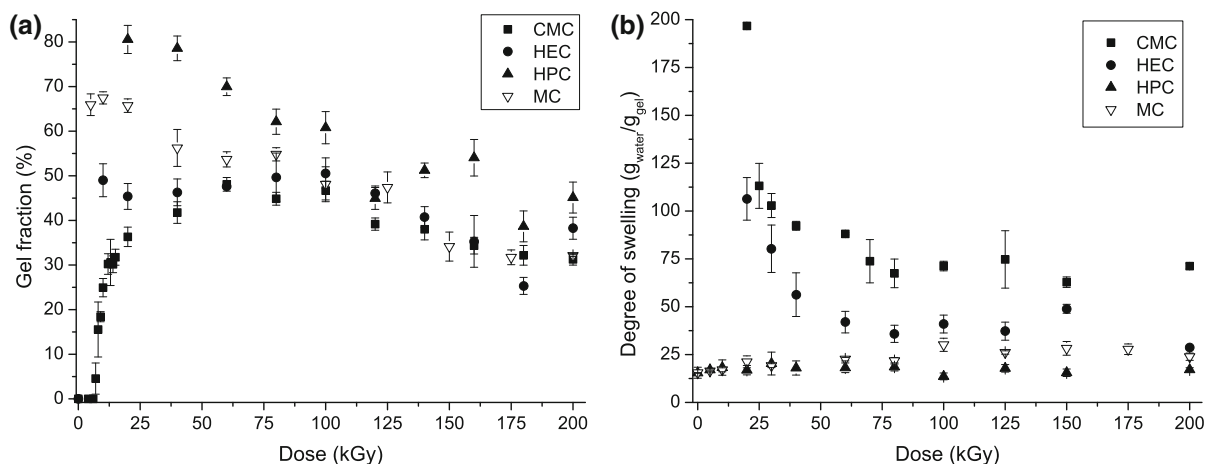 (a)
80
70
60
50
40
30
20
10
0
Gel fraction (%)
CMC
HEC
HPC
MC
0 25 50 75 100 125 150 175 200
Dose (kGy)
(b)
200
175
150
125
100
75
50
25
0
Degree of swelling (g_water/g_gel)
CMC
HEC
HPC
MC
0 25 50 75 100 125 150 175 200
Dose (kGy)